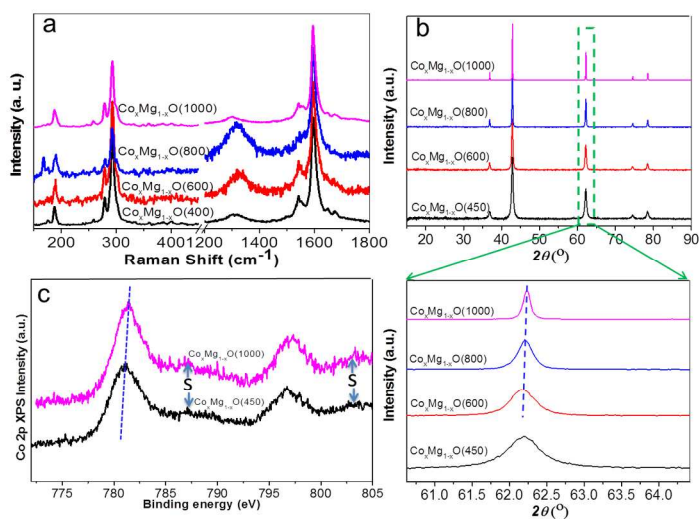 a
Intensity (a. u.)
CoxMg1-xO(1000)
CoxMg1-xO(800)
CoxMg1-xO(600)
CoxMg1-xO(400)
150 300 450 1200 1400 1600 1800
Raman Shift (cm-1)
b
Intensity (a.u.)
CoxMg1-xO(1000)
CoxMg1-xO(800)
CoxMg1-xO(600)
CoxMg1-xO(450)
20 30 40 50 60 70 80 90
2θ(O)
c
Co 2p XPS Intensity (a.u.)
CoxMg1-xO(1000)
S
S
CoxMg1-xO(450)
775 780 785 790 795 800 805
Binding energy (eV)
Intensity (a.u.)
CoxMg1-xO(1000)
CoxMg1-xO(800)
CoxMg1-xO(600)
CoxMg1-xO(450)
61.0 61.5 62.0 62.5 63.0 63.5 64.0
2θ(O)